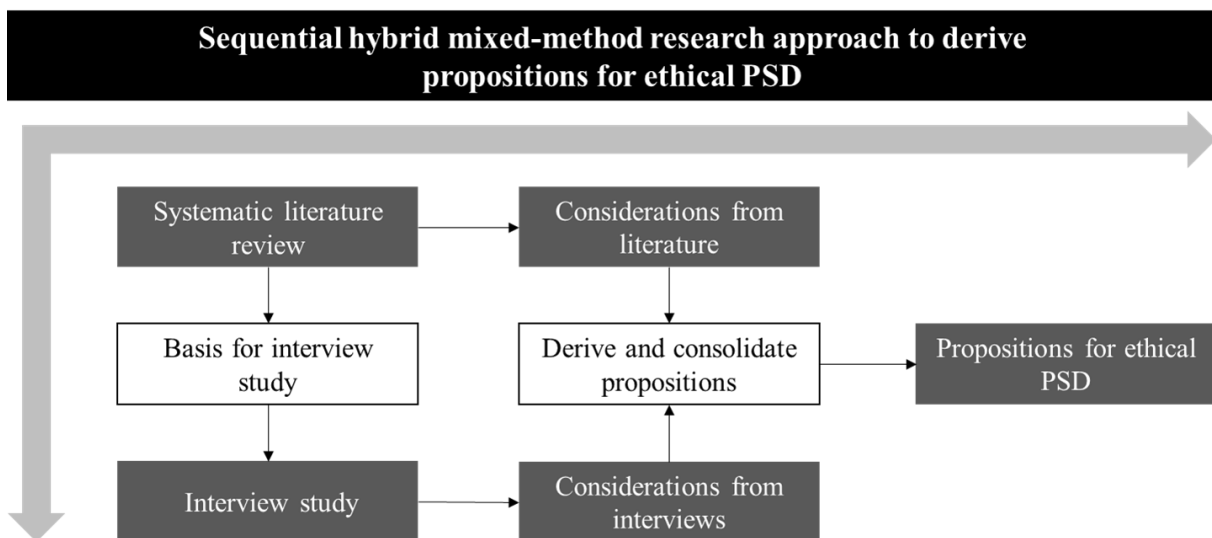 Sequential hybrid mixed-method research approach to derive
propositions for ethical PSD
Systematic literature
review
Considerations from
literature
Basis for interview
study
Derive and consolidate
propositions
Propositions for ethical
PSD
Interview study
Considerations from
interviews